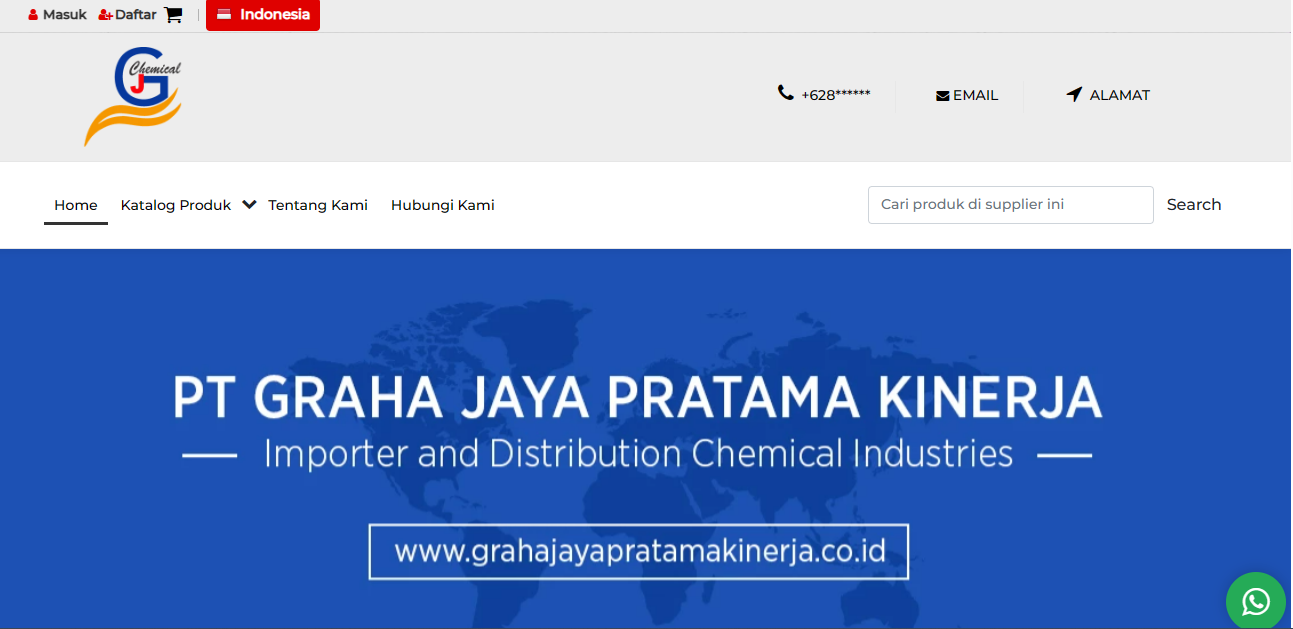 Masuk Daftar Indonesia
Chemical
GJ
+628****** EMAIL ALAMAT
Home Katalog Produk Tentang Kami Hubungi Kami Cari produk di supplier ini Search
PT GRAHA JAYA PRATAMA KINERJA
Importer and Distribution Chemical Industries
www.grahajayapratamakinerja.co.id